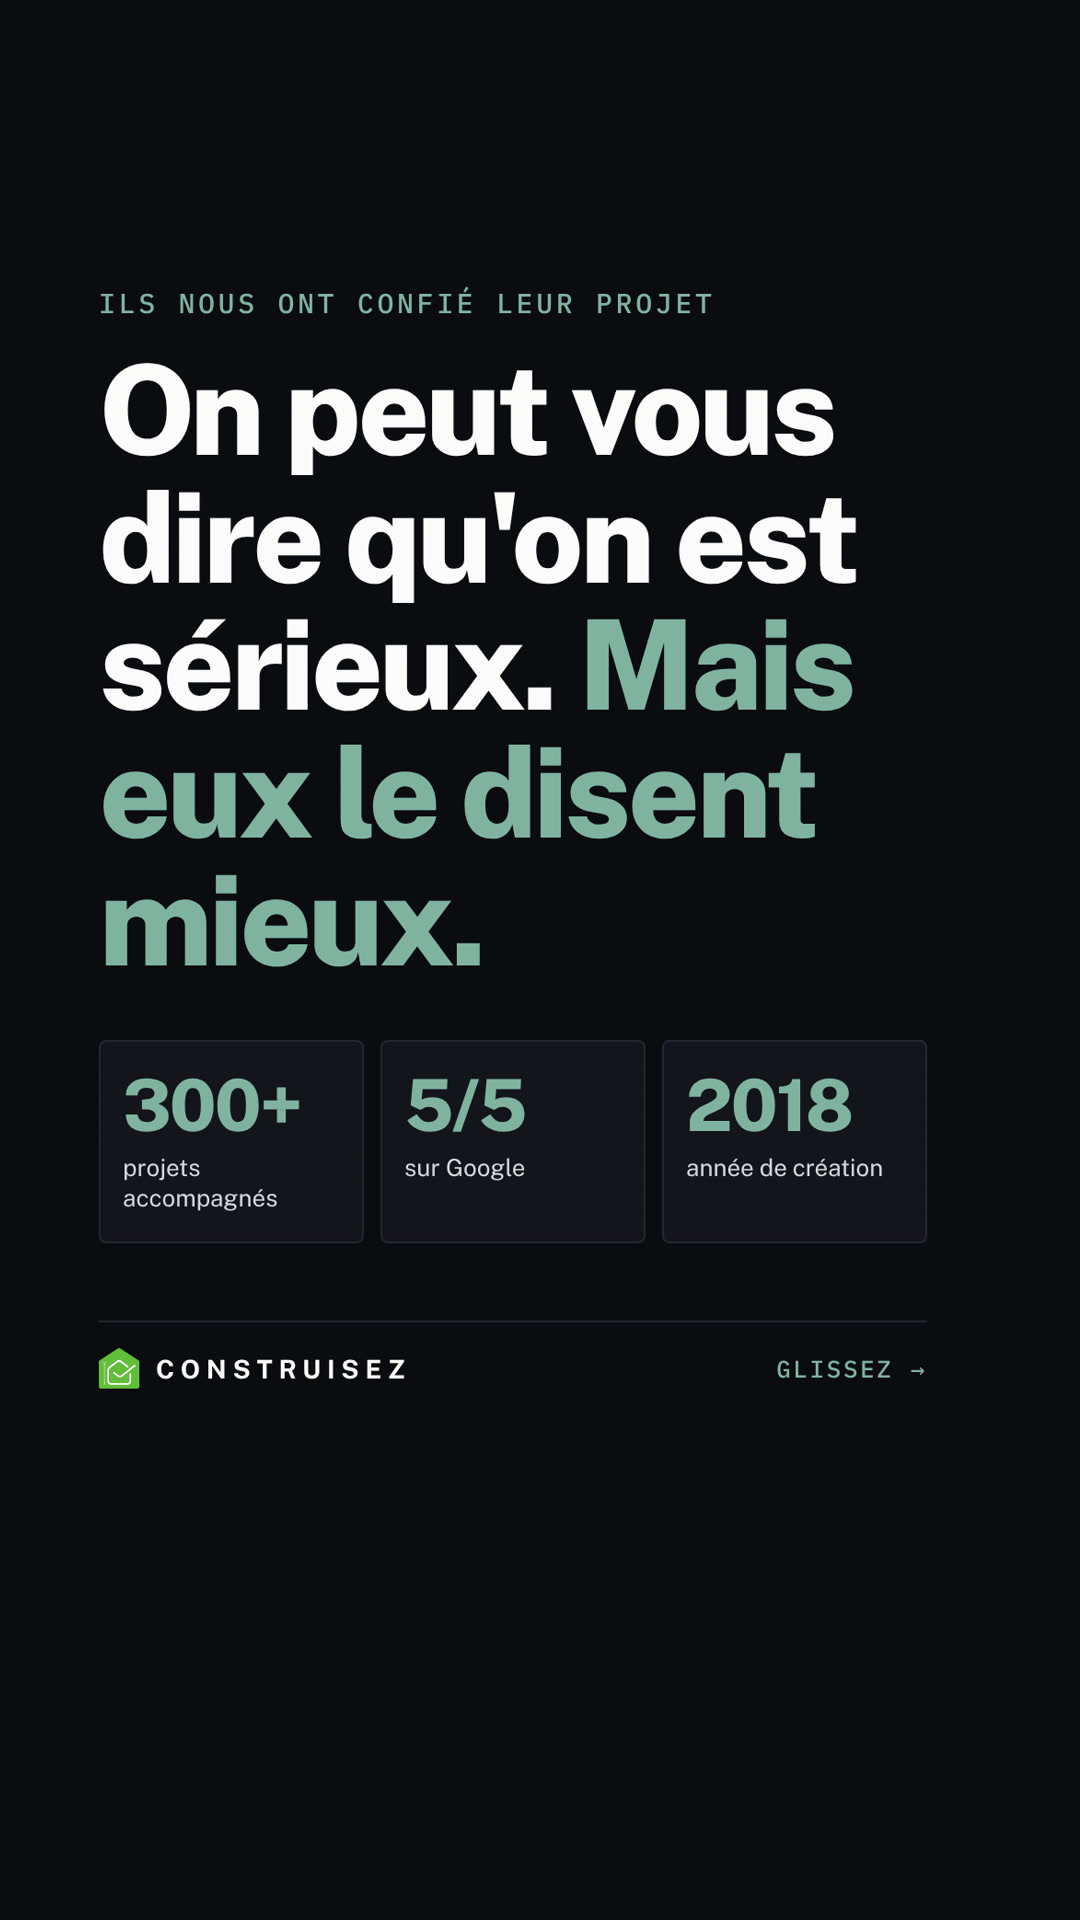 ILS NOUS ONT CONFIÉ LEUR PROJET
On peut vous
dire qu'on est
sérieux. Mais
eux le disent
mieux.
300+
projets
accompagnés
5/5
sur Google
2018
année de création
CONSTRUISEZ
GLISSEZ →